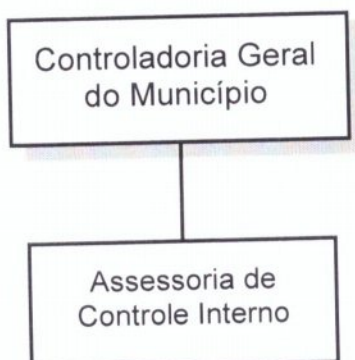 Controladoria Geral
do Município
Assessoria de
Controle Interno